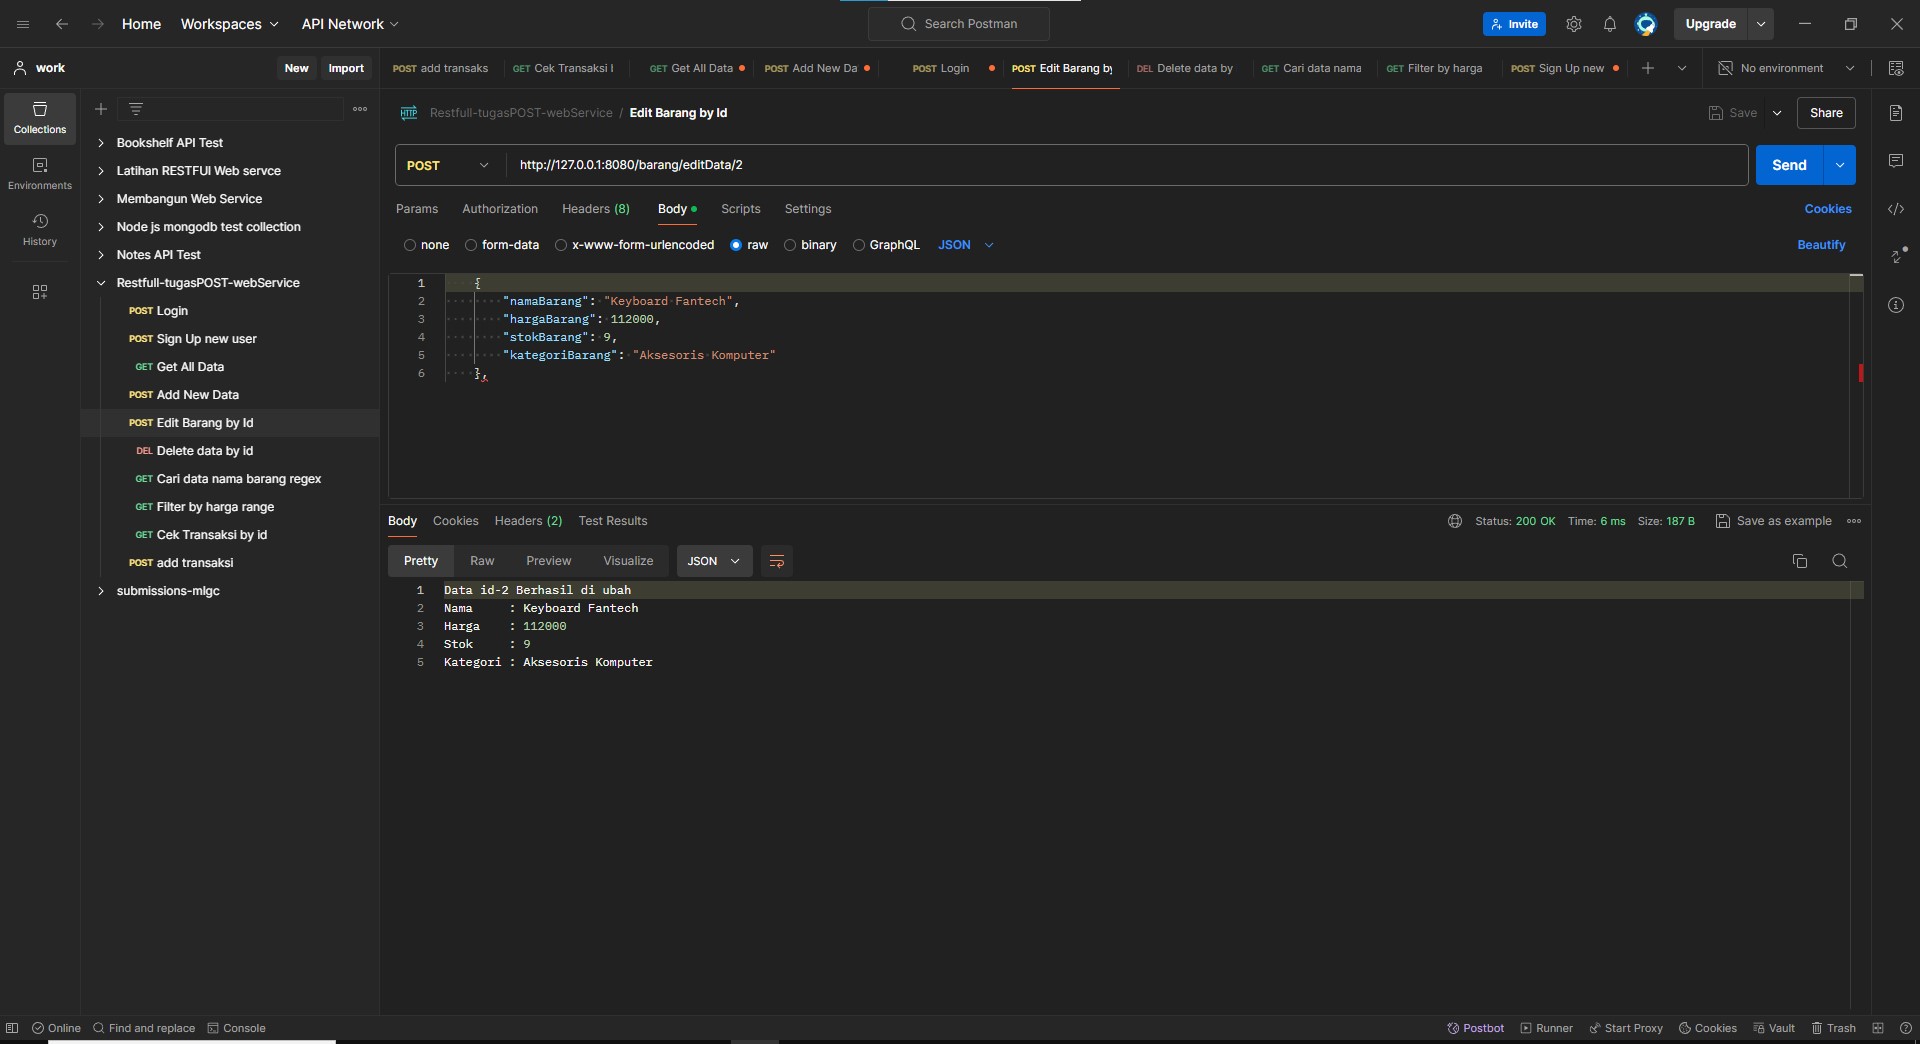 Home Workspaces API Network Search Postman Invite Upgrade
work New Import POST add transaks GET Cek Transaksi I GET Get All Data POST Add New Da POST Login POST Edit Barang by DEL Delete data by GET Cari data nama GET Filter by harga POST Sign Up new No environment
Collections
Environments
History
Bookshelf API Test
Latihan RESTFUl Web servce
Membangun Web Service
Node js mongodb test collection
Notes API Test
Restfull-tugasPOST-webService
POST Login
POST Sign Up new user
GET Get All Data
POST Add New Data
POST Edit Barang by Id
DEL Delete data by id
GET Cari data nama barang regex
GET Filter by harga range
GET Cek Transaksi by id
POST add transaksi
submissions-mlgc
HTTP Restfull-tugasPOST-webService / Edit Barang by Id Save Share
POST http://127.0.0.1:8080/barang/editData/2 Send
Params Authorization Headers (8) Body Scripts Settings Cookies
none form-data x-www-form-urlencoded raw binary GraphQL JSON Beautify
1 {
2 "namaBarang": "Keyboard Fantech",
3 "hargaBarang": 112000,
4 "stokBarang": 9,
5 "kategoriBarang": "Aksesoris Komputer"
6 },
Body Cookies Headers (2) Test Results Status: 200 OK Time: 6 ms Size: 187 B Save as example
Pretty Raw Preview Visualize JSON
1 Data id-2 Berhasil di ubah
2 Nama : Keyboard Fantech
3 Harga : 112000
4 Stok : 9
5 Kategori : Aksesoris Komputer
Online Find and replace Console Postbot Runner Start Proxy Cookies Vault Trash